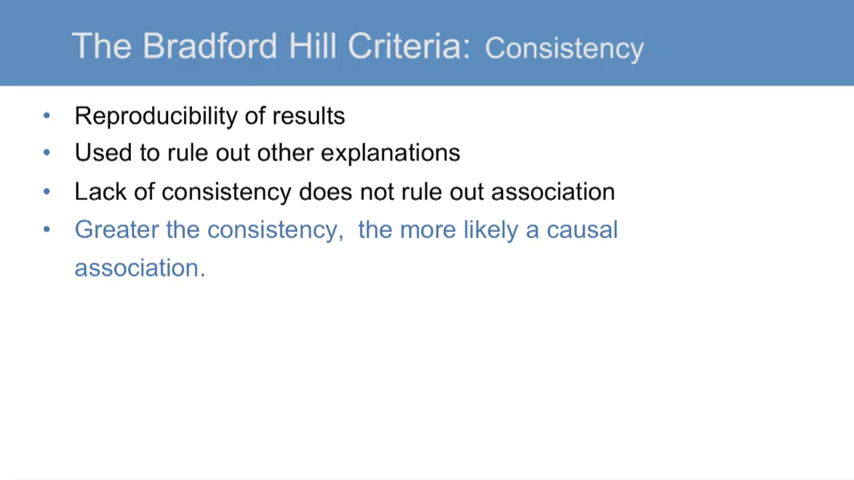 The Bradford Hill Criteria: Consistency
• Reproducibility of results
• Used to rule out other explanations
• Lack of consistency does not rule out association
• Greater the consistency,  the more likely a causal
association.